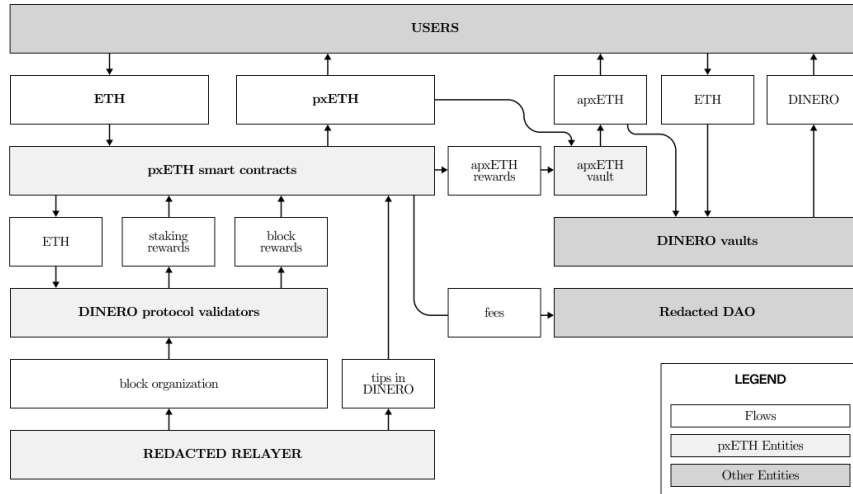 USERS
ETH
pxETH
apxETH
ETH
DINERO
pxETH smart contracts
apxETH
rewards
apxETH
vault
ETH
staking
rewards
block
rewards
DINERO vaults
DINERO protocol validators
fees
Redacted DAO
block organization
tips in
DINERO
REDACTED RELAYER
LEGEND
Flows
pxETH Entities
Other Entities